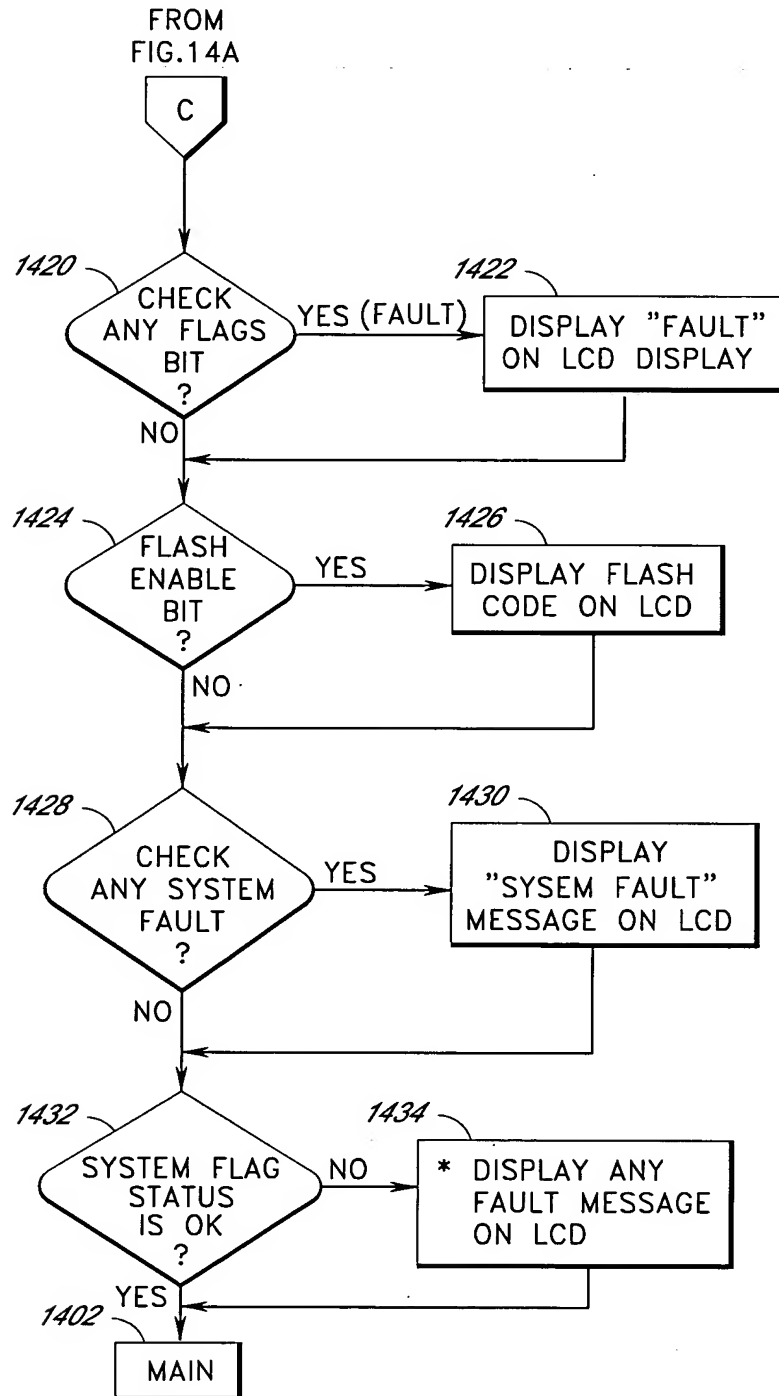 FROM
FIG.14A
C
1420
CHECK
ANY FLAGS
BIT
?
YES (FAULT)
1422
DISPLAY "FAULT"
ON LCD DISPLAY
NO
1424
FLASH
ENABLE
BIT
?
YES
1426
DISPLAY FLASH
CODE ON LCD
NO
1428
CHECK
ANY SYSTEM
FAULT
?
YES
1430
DISPLAY
"SYSEM FAULT"
MESSAGE ON LCD
NO
1432
SYSTEM FLAG
STATUS
IS OK
?
NO
1434
* DISPLAY ANY
FAULT MESSAGE
ON LCD
YES
1402
MAIN